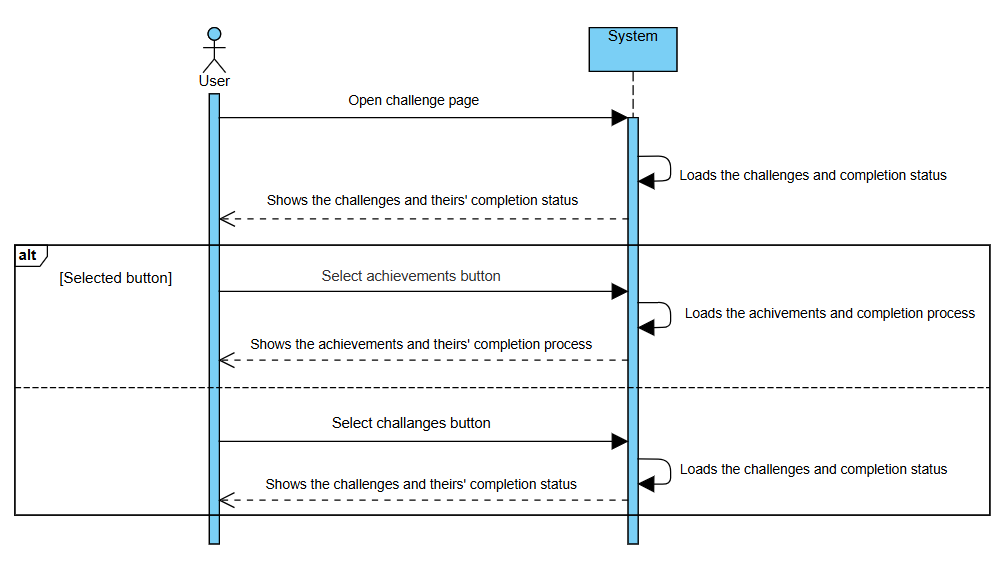 System
User
Open challenge page
Loads the challenges and completion status
Shows the challenges and theirs' completion status
alt
[Selected button]
Select achievements button
Loads the achivements and completion process
Shows the achievements and theirs' completion process
Select challanges button
Loads the challenges and completion status
Shows the challenges and theirs' completion status